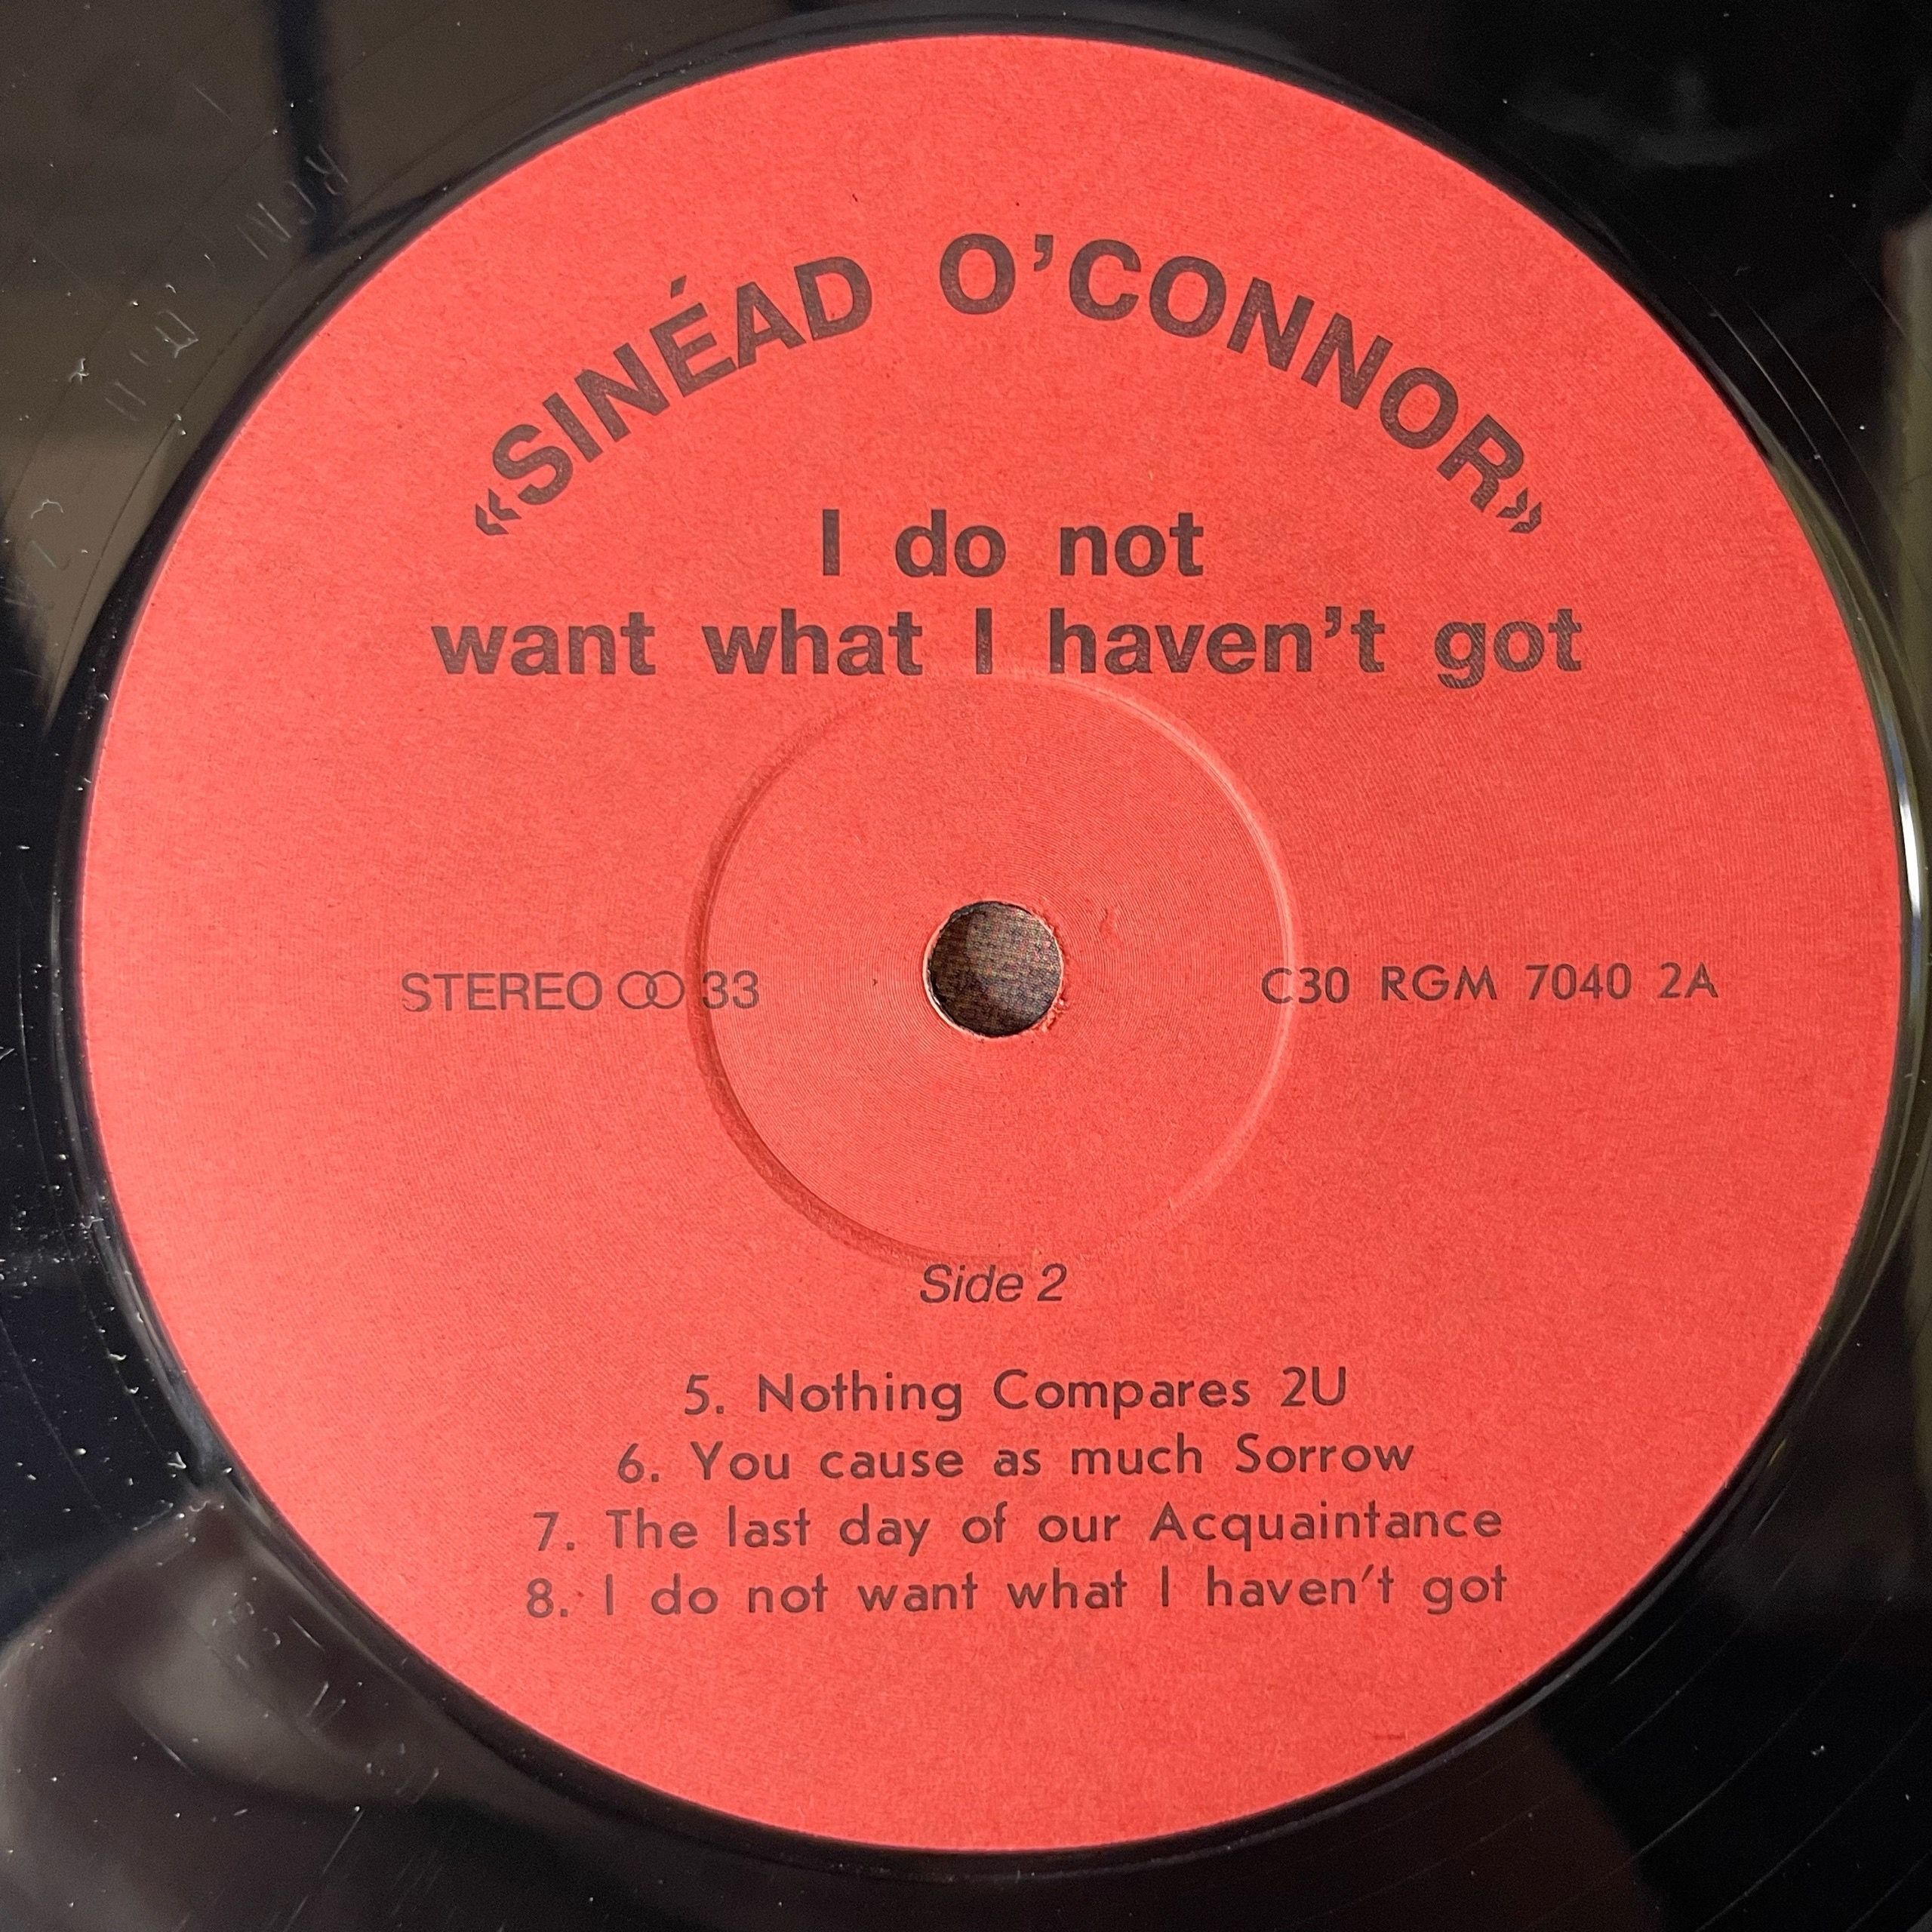 «SINÉAD O’CONNOR»
I do not
want what I haven’t got
STEREO 33
C30 RGM 7040 2A
Side 2
5. Nothing Compares 2U
6. You cause as much Sorrow
7. The last day of our Acquaintance
8. I do not want what I haven’t got